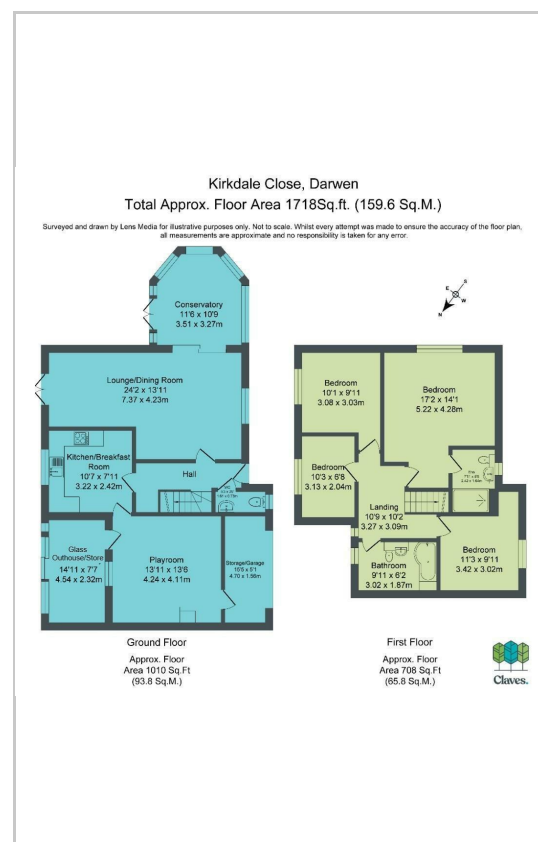 Kirkdale Close, Darwen
Total Approx. Floor Area 1718Sq.ft. (159.6 Sq.M.)
Surveyed and drawn by Lens Media for illustrative purposes only. Not to scale. Whilst every attempt was made to ensure the accuracy of the floor plan,
all measurements are approximate and no responsibility is taken for any error.
Conservatory
11'6 x 10'9
3.51 x 3.27m
Lounge/Dining Room
24'2 x 13'11
7.37 x 4.23m
Kitchen/Breakfast
Room
10'7 x 7'11
3.22 x 2.42m
Hall
Glass
Outhouse/Store
14'11 x 7'7
4.54 x 2.32m
Playroom
13'11 x 13'6
4.24 x 4.11m
Storage/Garage
15'5 x 5'1
4.70 x 1.56m
Ground Floor
Approx. Floor
Area 1010 Sq.Ft
(93.8 Sq.M.)
S
E
W
N
Bedroom
10'1 x 9'11
3.08 x 3.03m
Bedroom
17'2 x 14'1
5.22 x 4.28m
Bedroom
10'3 x 6'8
3.13 x 2.04m
Landing
10'9 x 10'2
3.27 x 3.09m
Bathroom
9'11 x 6'2
3.02 x 1.87m
Bedroom
11'3 x 9'11
3.42 x 3.02m
First Floor
Approx. Floor
Area 708 Sq.Ft
(65.8 Sq.M.)
Claves.